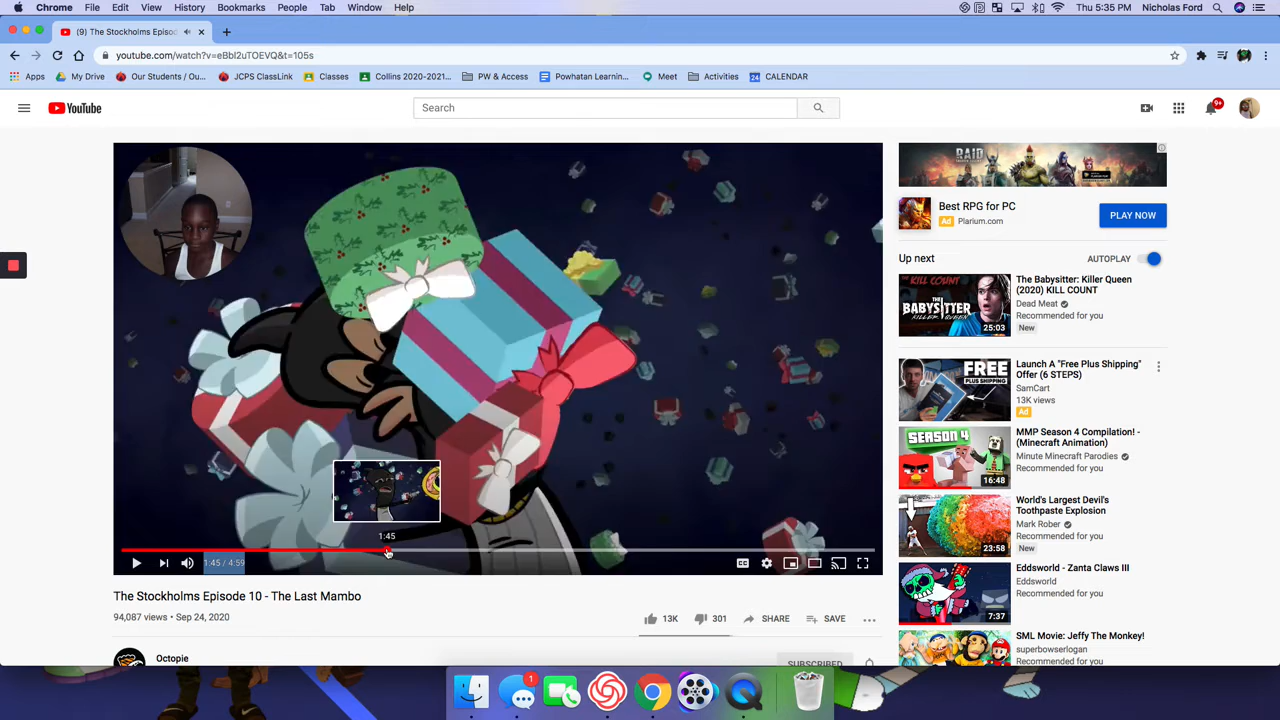 Chrome File Edit View History Bookmarks People Tab Window Help Thu 5:35 PM Nicholas Ford
(9) The Stockholms Episod
youtube.com/watch?v=eBbl2uTOEVQ&t=105s
Apps My Drive Our Students / Ou... JCPS ClassLink Classes Collins 2020-2021... PW & Access Powhatan Learnin... Meet Activities CALENDAR
YouTube Search 9+
RAID
Best RPG for PC
Ad Plarium.com
PLAY NOW
Up next AUTOPLAY
KILL COUNT
THE BABYSITTER
KILLER QUEEN
25:03
The Babysitter: Killer Queen
(2020) KILL COUNT
Dead Meat
Recommended for you
New
FREE
PLUS SHIPPING
Launch A "Free Plus Shipping"
Offer (6 STEPS)
SamCart
13K views
Ad
SEASON 4
16:48
MMP Season 4 Compilation! -
(Minecraft Animation)
Minute Minecraft Parodies
Recommended for you
23:58
World's Largest Devil's
Toothpaste Explosion
Mark Rober
Recommended for you
New
7:37
Eddsworld - Zanta Claws III
Eddsworld
Recommended for you
SML Movie: Jeffy The Monkey!
superbowserlogan
Recommended for you
1:45
1:45 / 4:59
CC
The Stockholms Episode 10 - The Last Mambo
94,087 views • Sep 24, 2020
13K 301 SHARE SAVE
Octopie
SUBSCRIBED
1